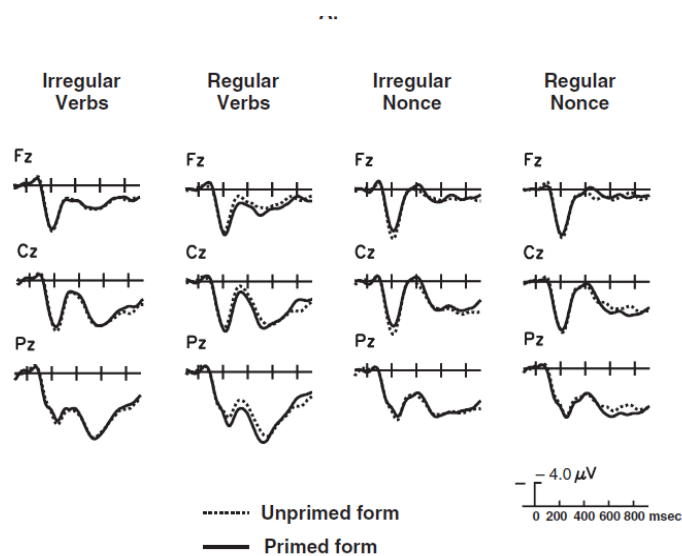 Irregular Verbs
Regular Verbs
Irregular Nonce
Regular Nonce
Fz
Fz
Fz
Fz
Cz
Cz
Cz
Cz
Pz
Pz
Pz
Pz
– 4.0 μV
0 200 400 600 800 msec
Unprimed form
Primed form